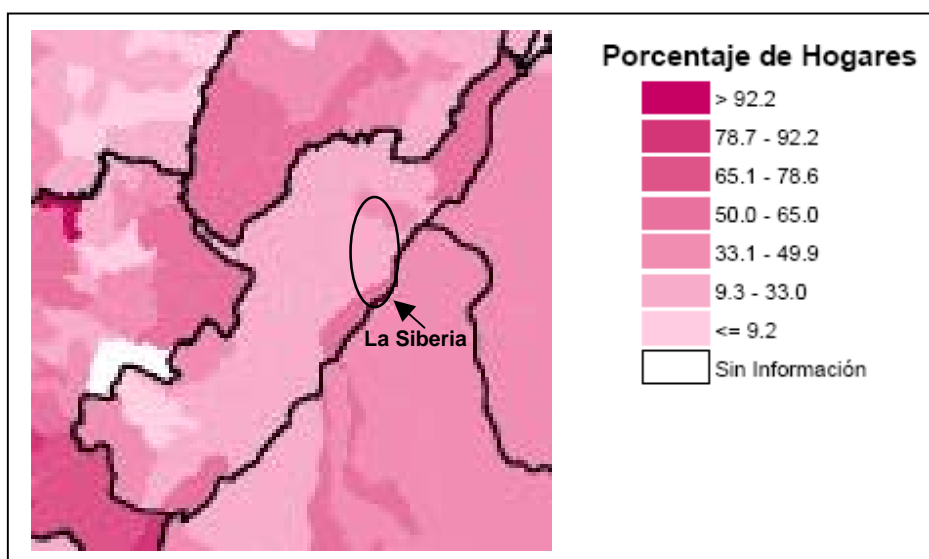 Porcentaje de Hogares
> 92.2
78.7 - 92.2
65.1 - 78.6
50.0 - 65.0
33.1 - 49.9
9.3 - 33.0
<= 9.2
Sin Información
La Siberia